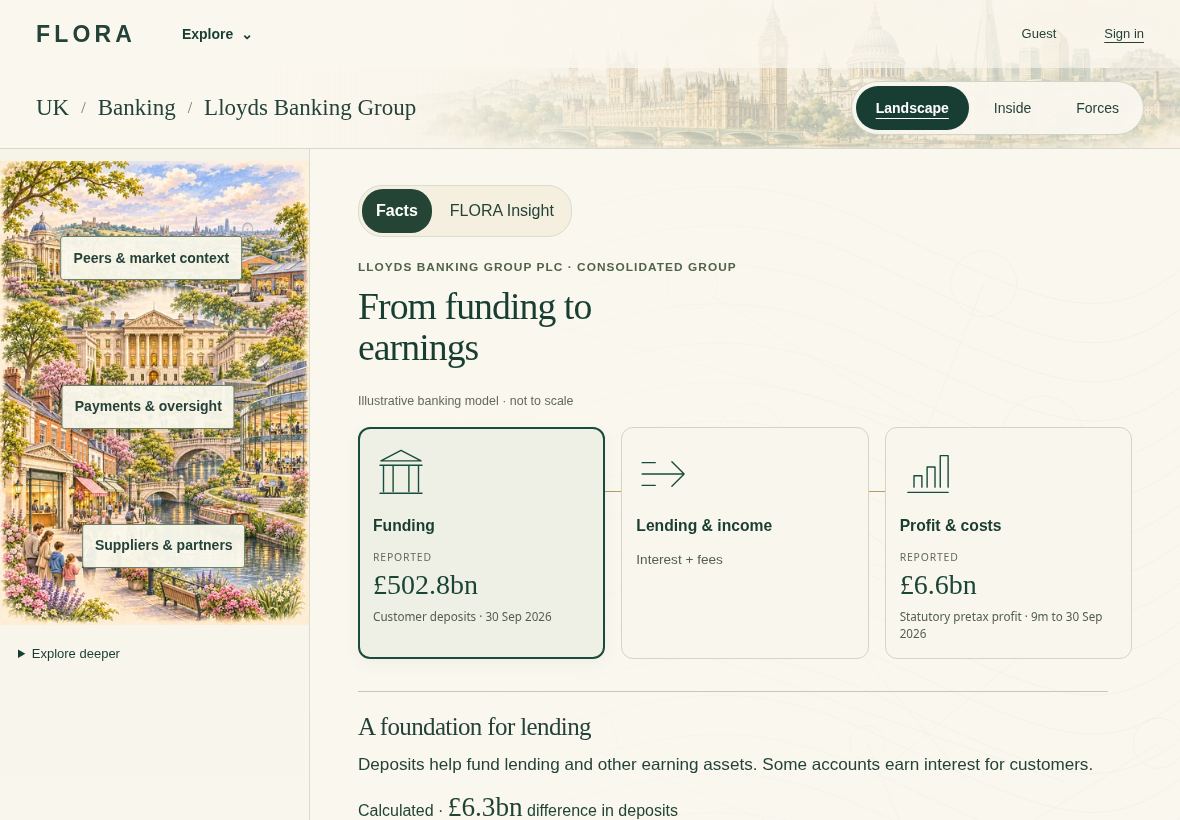 FLORA
Explore
Guest
Sign in
UK / Banking / Lloyds Banking Group
Landscape
Inside
Forces
Peers & market context
Payments & oversight
Suppliers & partners
Explore deeper
Facts
FLORA Insight
LLOYDS BANKING GROUP PLC · CONSOLIDATED GROUP
From funding to
earnings
Illustrative banking model · not to scale
Funding
REPORTED
£502.8bn
Customer deposits · 30 Sep 2026
Lending & income
Interest + fees
Profit & costs
REPORTED
£6.6bn
Statutory pretax profit · 9m to 30 Sep
2026
A foundation for lending
Deposits help fund lending and other earning assets. Some accounts earn interest for customers.
Calculated · £6.3bn difference in deposits